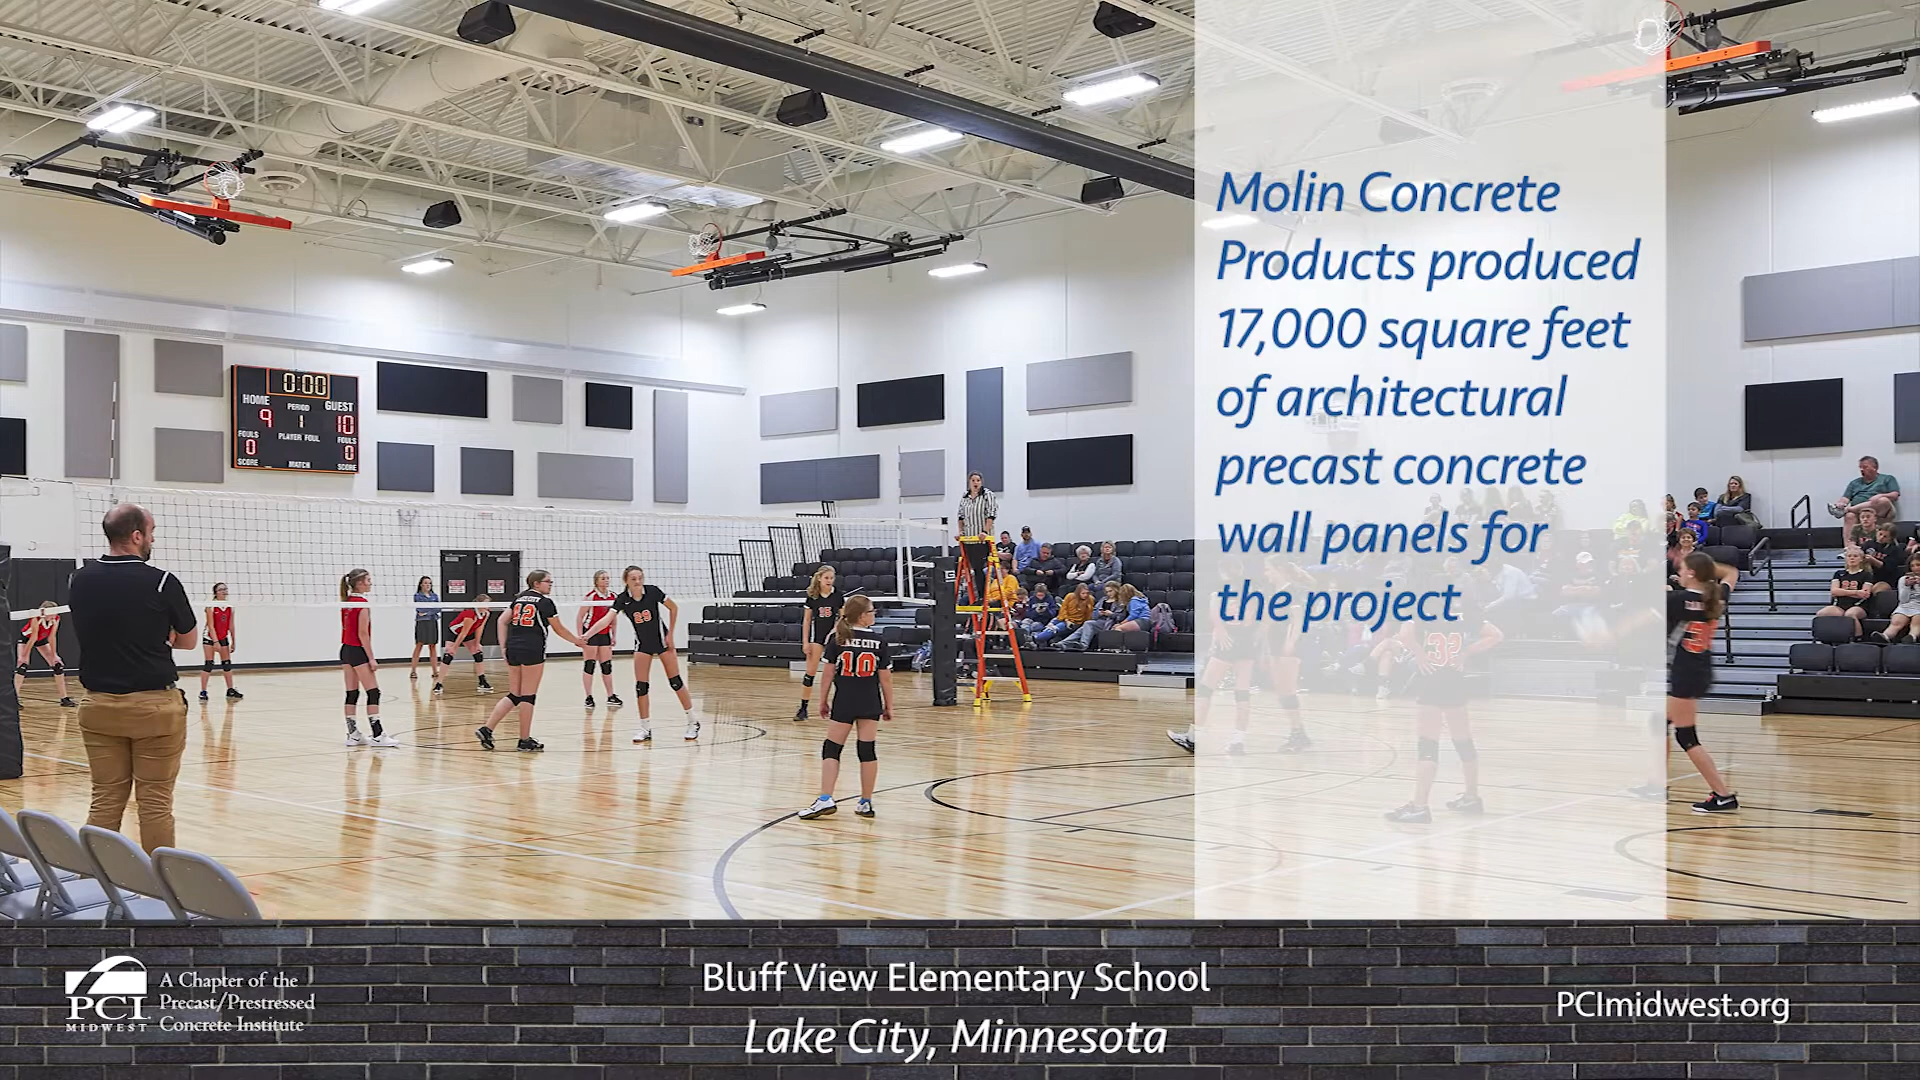 Molin Concrete
Products produced
17,000 square feet
of architectural
precast concrete
wall panels for
the project
0:00
HOME
PERIOD
GUEST
9
1
10
FOULS
PLAYER FOUL
FOULS
0
0
SCORE
MATCH
SCORE
42
23
15
LAKE CITY
10
32
PCI
MIDWEST
A Chapter of the
Precast/Prestressed
Concrete Institute
Bluff View Elementary School
Lake City, Minnesota
PCImidwest.org